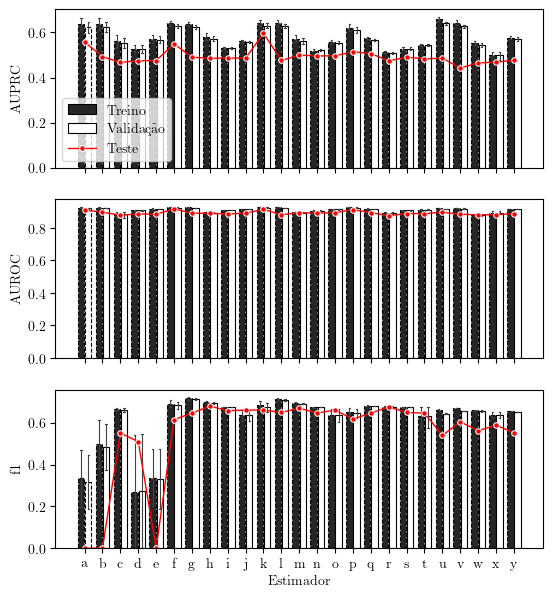 0.6
0.4
0.2
0.0
AUPRC
Treino
Validação
Teste
0.8
0.6
0.4
0.2
0.0
AUROC
0.6
0.4
0.2
0.0
f1
a b c d e f g h i j k l m n o p q r s t u v w x y
Estimador